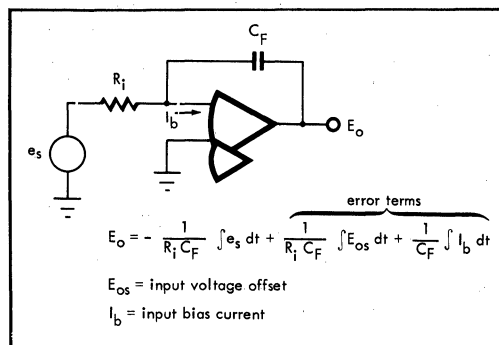 C_F
R_i
I_b
e_s
E_o
error terms
E_o = - 1/(R_i C_F) ∫e_s dt + 1/(R_i C_F) ∫E_os dt + 1/C_F ∫ I_b dt
E_os = input voltage offset
I_b = input bias current